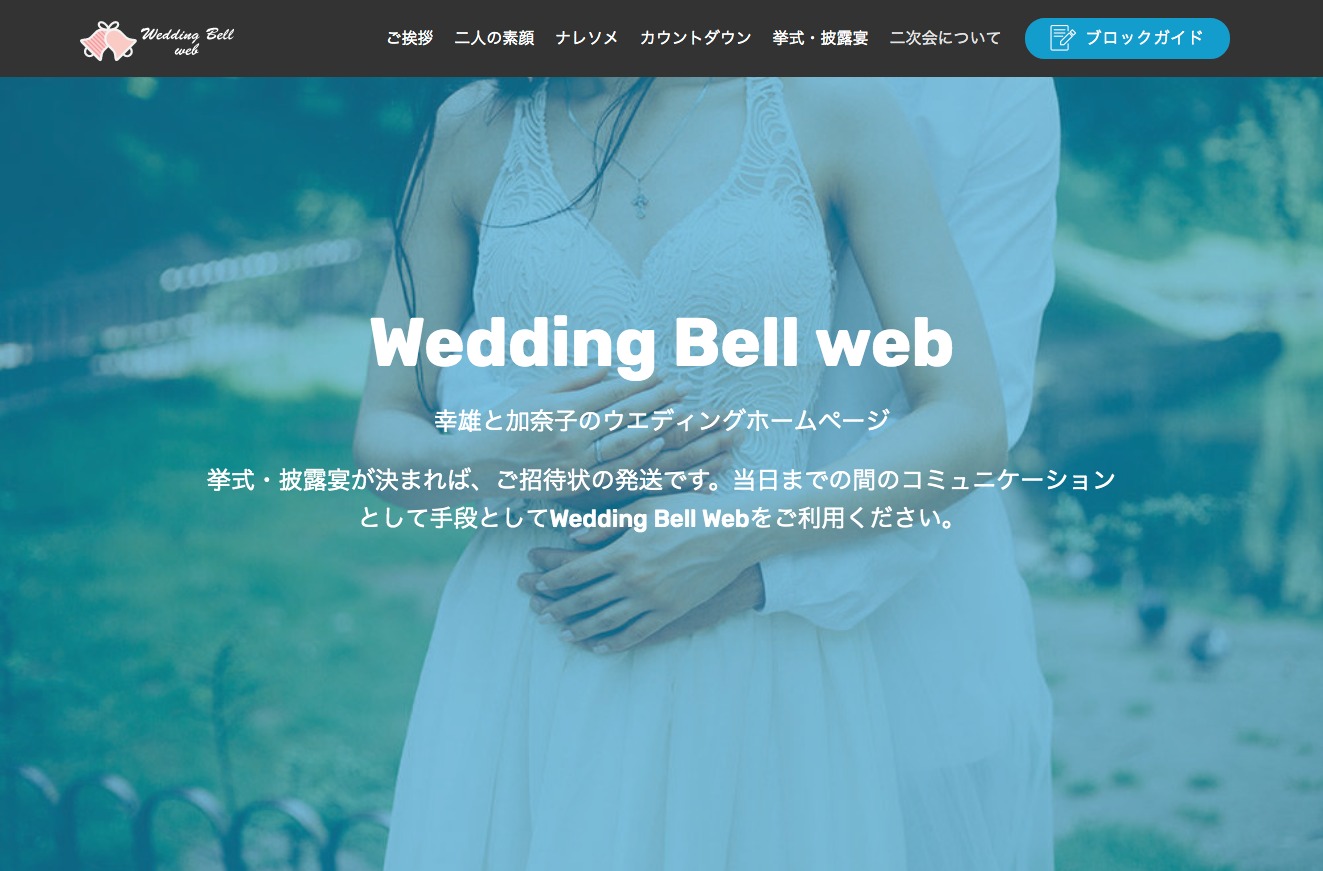 Wedding Bell
web
ご挨拶 二人の素顔 ナレソメ カウントダウン 挙式・披露宴 二次会について ブロックガイド
Wedding Bell web
幸雄と加奈子のウエディングホームページ
挙式・披露宴が決まれば、ご招待状の発送です。当日までの間のコミュニケーション
として手段としてWedding Bell Webをご利用ください。